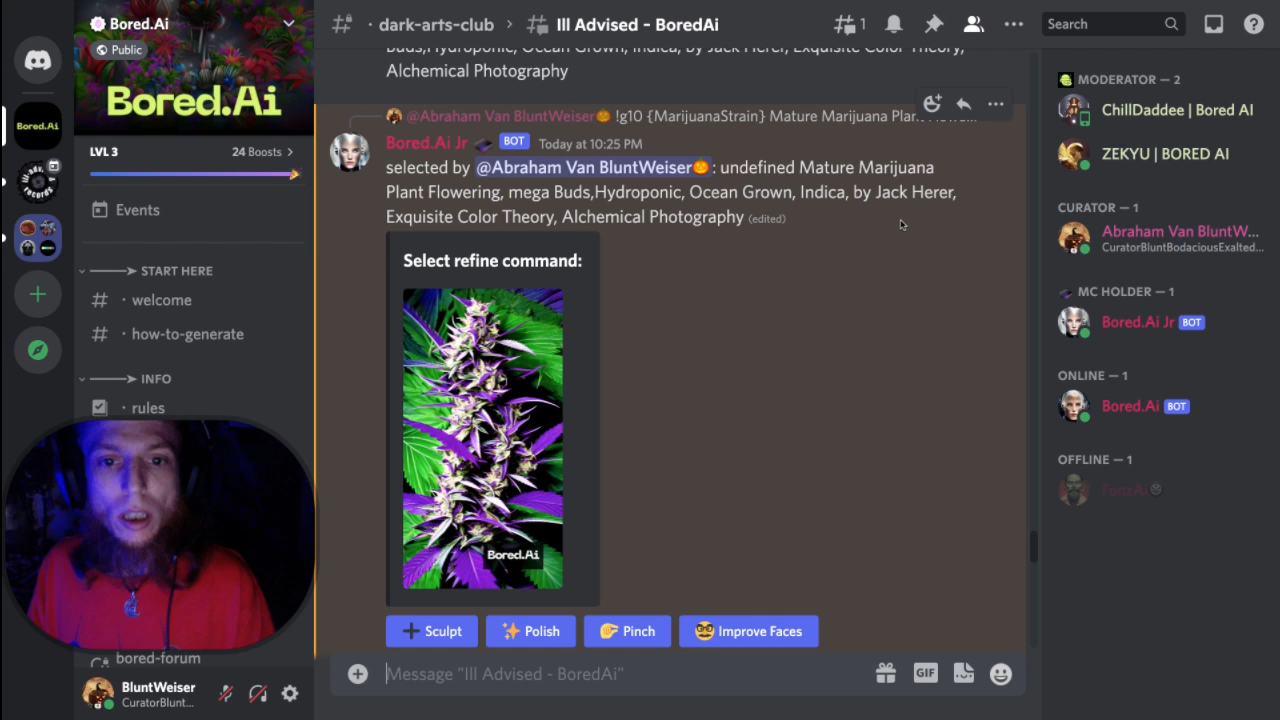 Bored.Ai
Public
Bored.Ai
LVL 3
24 Boosts
Events
START HERE
# · welcome
# · how-to-generate
INFO
· rules
bored-forum
BluntWeiser
CuratorBlunt...
Bored.Ai
· dark-arts-club > Ill Advised - BoredAi
1
Search
Buds,Hydroponic, Ocean Grown, Indica, by Jack Herer, Exquisite Color Theory,
Alchemical Photography
@Abraham Van BluntWeiser🎃 !g10 {MarijuanaStrain} Mature Marijuana Plant
Bored.Ai Jr BOT Today at 10:25 PM
selected by @Abraham Van BluntWeiser🎃: undefined Mature Marijuana
Plant Flowering, mega Buds,Hydroponic, Ocean Grown, Indica, by Jack Herer,
Exquisite Color Theory, Alchemical Photography (edited)
Select refine command:
Bored.Ai
Sculpt
Polish
Pinch
Improve Faces
Message "Ill Advised - BoredAi"
GIF
MODERATOR — 2
ChillDaddee | Bored AI
ZEKYU | BORED AI
CURATOR — 1
Abraham Van BluntW...
CuratorBluntBodaciousExalted...
MC HOLDER — 1
Bored.Ai Jr BOT
ONLINE — 1
Bored.Ai BOT
OFFLINE — 1
FonzAi